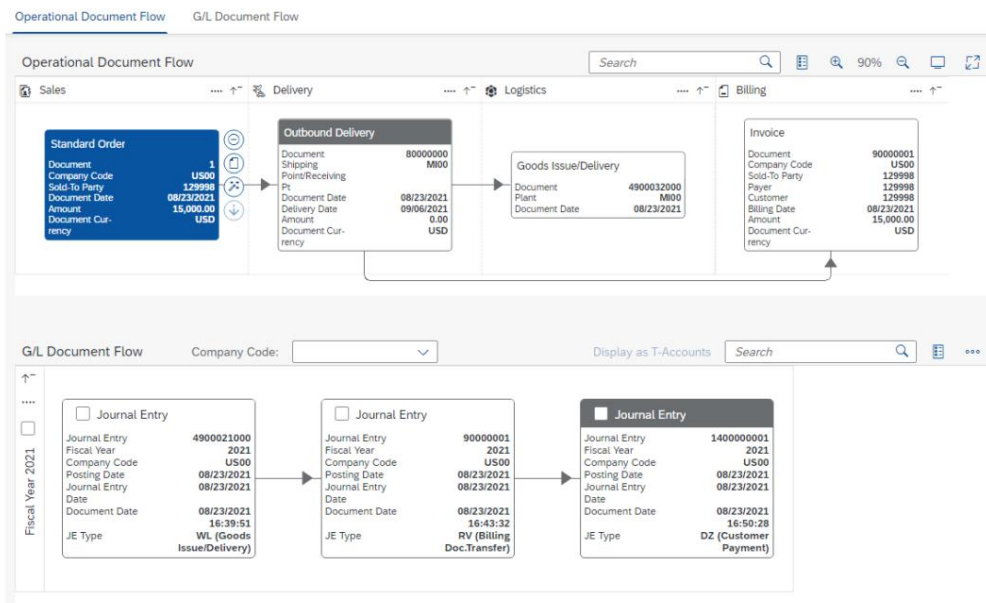 Operational Document Flow
G/L Document Flow
Operational Document Flow
Search
90%
Sales
Delivery
Logistics
Billing
Standard Order
Document 1
Company Code US00
Sold-To Party 129998
Document Date 08/23/2021
Amount 15,000.00
Document Cur- USD
rency
Outbound Delivery
Document 80000000
Shipping MI00
Point/Receiving
Pt
Document Date 08/23/2021
Delivery Date 09/06/2021
Amount 0.00
Document Cur- USD
rency
Goods Issue/Delivery
Document 4900032000
Plant MI00
Document Date 08/23/2021
Invoice
Document 90000001
Company Code US00
Sold-To Party 129998
Payer 129998
Customer 129998
Billing Date 08/23/2021
Amount 15,000.00
Document Cur- USD
rency
G/L Document Flow
Company Code:
Display as T-Accounts
Search
Fiscal Year 2021
Journal Entry
Journal Entry 4900021000
Fiscal Year 2021
Company Code US00
Posting Date 08/23/2021
Journal Entry 08/23/2021
Date
Document Date 08/23/2021
16:39:51
JE Type WL (Goods
Issue/Delivery)
Journal Entry
Journal Entry 90000001
Fiscal Year 2021
Company Code US00
Posting Date 08/23/2021
Journal Entry 08/23/2021
Date
Document Date 08/23/2021
16:43:32
JE Type RV (Billing
Doc.Transfer)
Journal Entry
Journal Entry 1400000001
Fiscal Year 2021
Company Code US00
Posting Date 08/23/2021
Journal Entry 08/23/2021
Date
Document Date 08/23/2021
16:50:28
JE Type DZ (Customer
Payment)